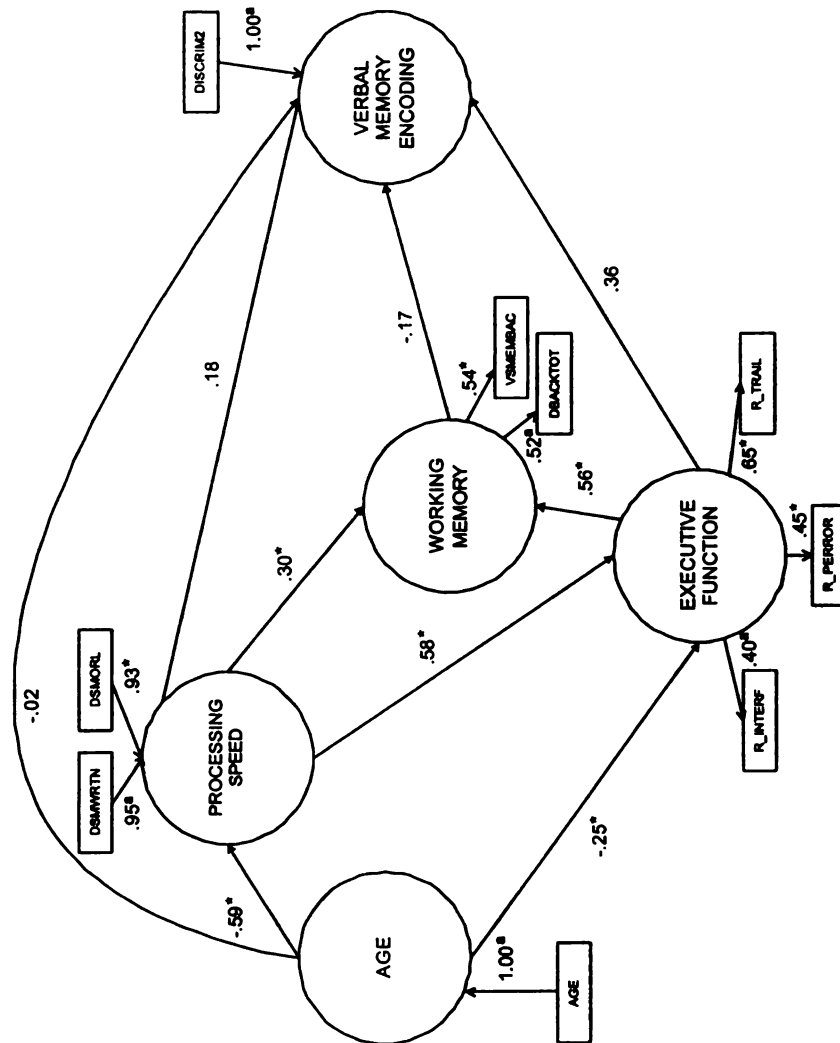 DISCRIM2
1.00ª
VERBAL
MEMORY
ENCODING
-.02
.18
-.17
.36
DSMWRTN
DSMORL
.95ª
.93*
PROCESSING
SPEED
.30*
.58*
WORKING
MEMORY
.54*
VSMEMBAC
.52ª
DBACKTOT
.56*
-.59*
AGE
-.25*
1.00ª
AGE
EXECUTIVE
FUNCTION
.40ª
R_INTERF
.45*
R_PERROR
.65*
R_TRAIL